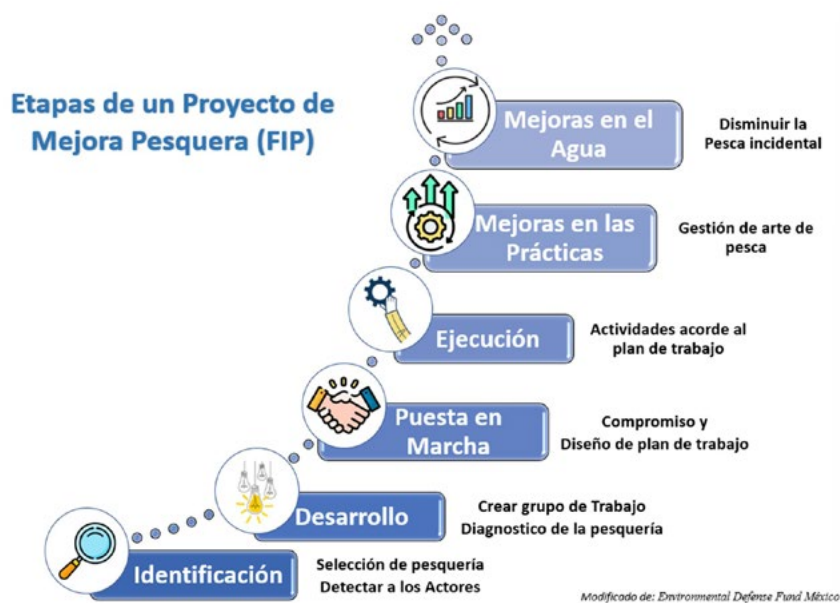 Etapas de un Proyecto de
Mejora Pesquera (FIP)
Mejoras en el
Agua
Disminuir la
Pesca incidental
Mejoras en las
Prácticas
Gestión de arte de
pesca
Ejecución
Actividades acorde al
plan de trabajo
Puesta en
Marcha
Compromiso y
Diseño de plan de trabajo
Desarrollo
Crear grupo de Trabajo
Diagnostico de la pesquería
Identificación
Selección de pesquería
Detectar a los Actores
Modificado de: Environmental Defense Fund México